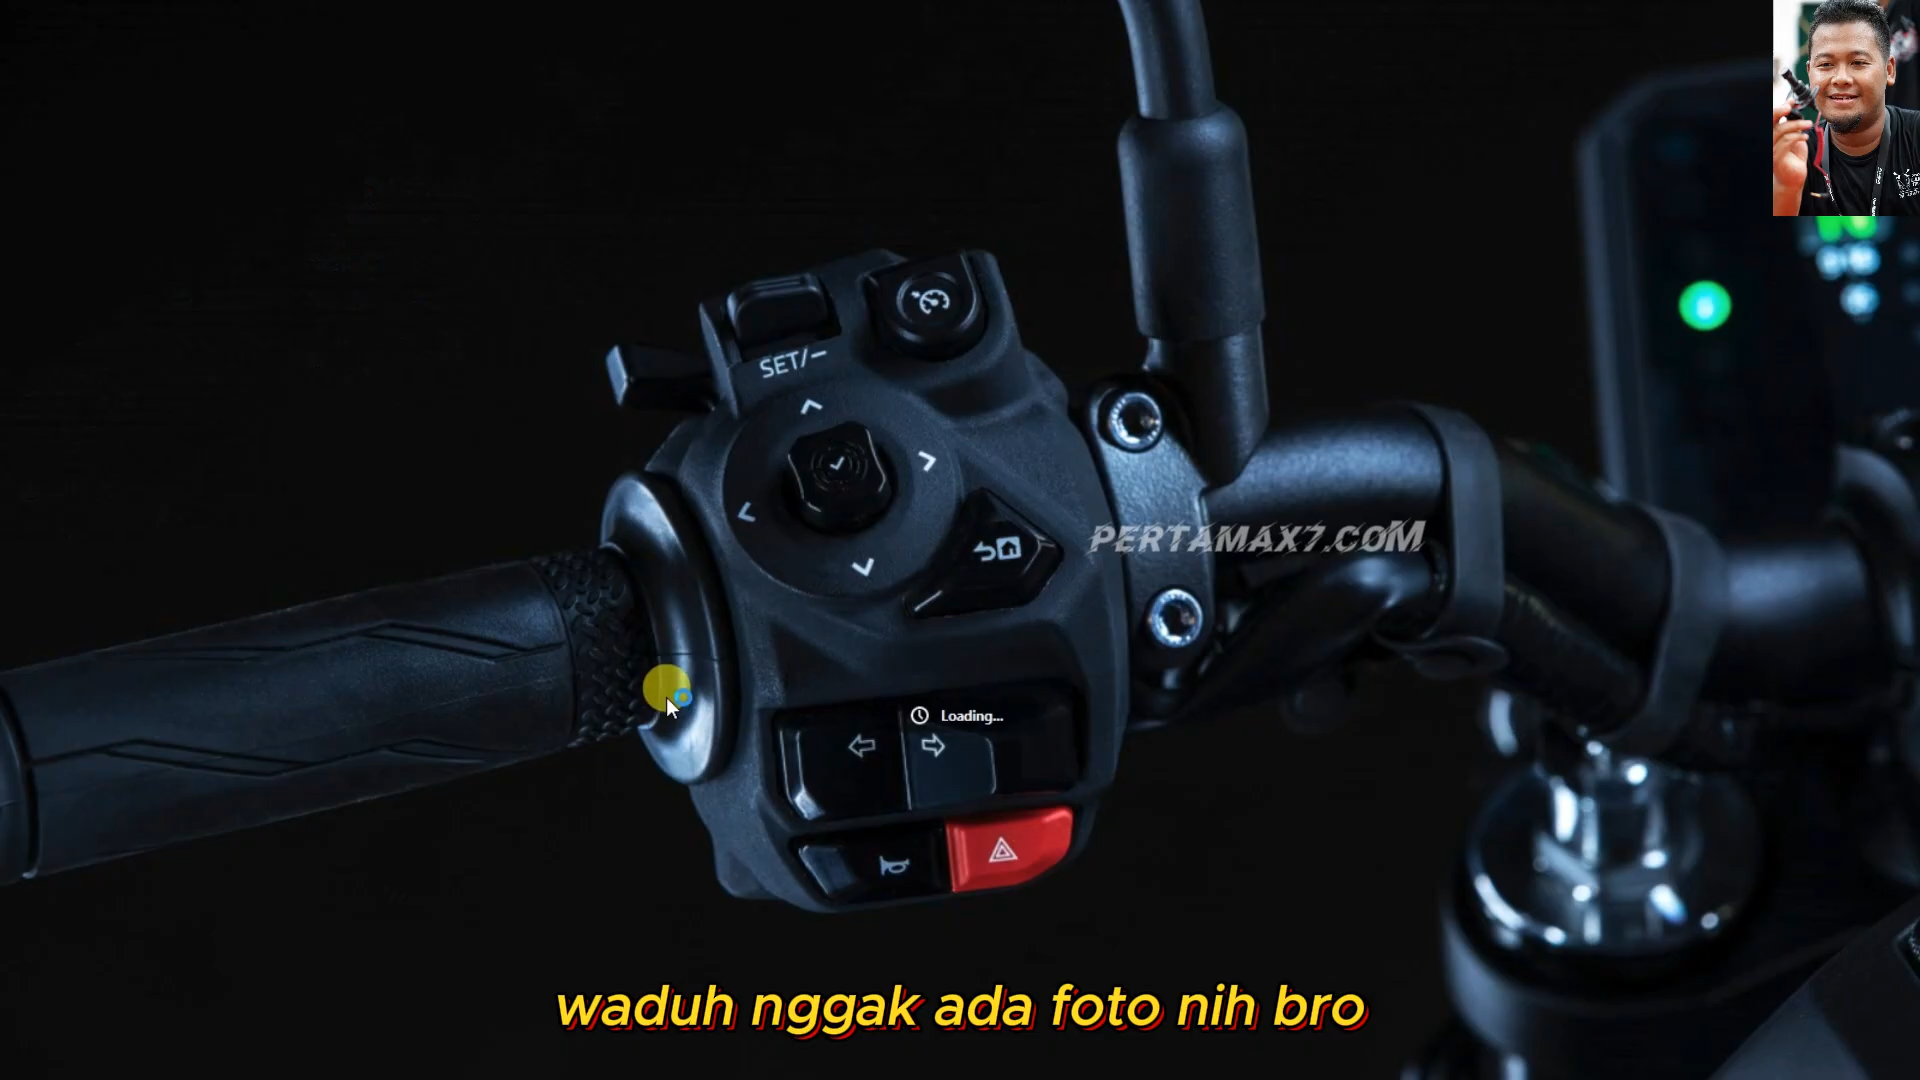 SET/–
PERTAMAX7.COM
Loading...
waduh nggak ada foto nih bro